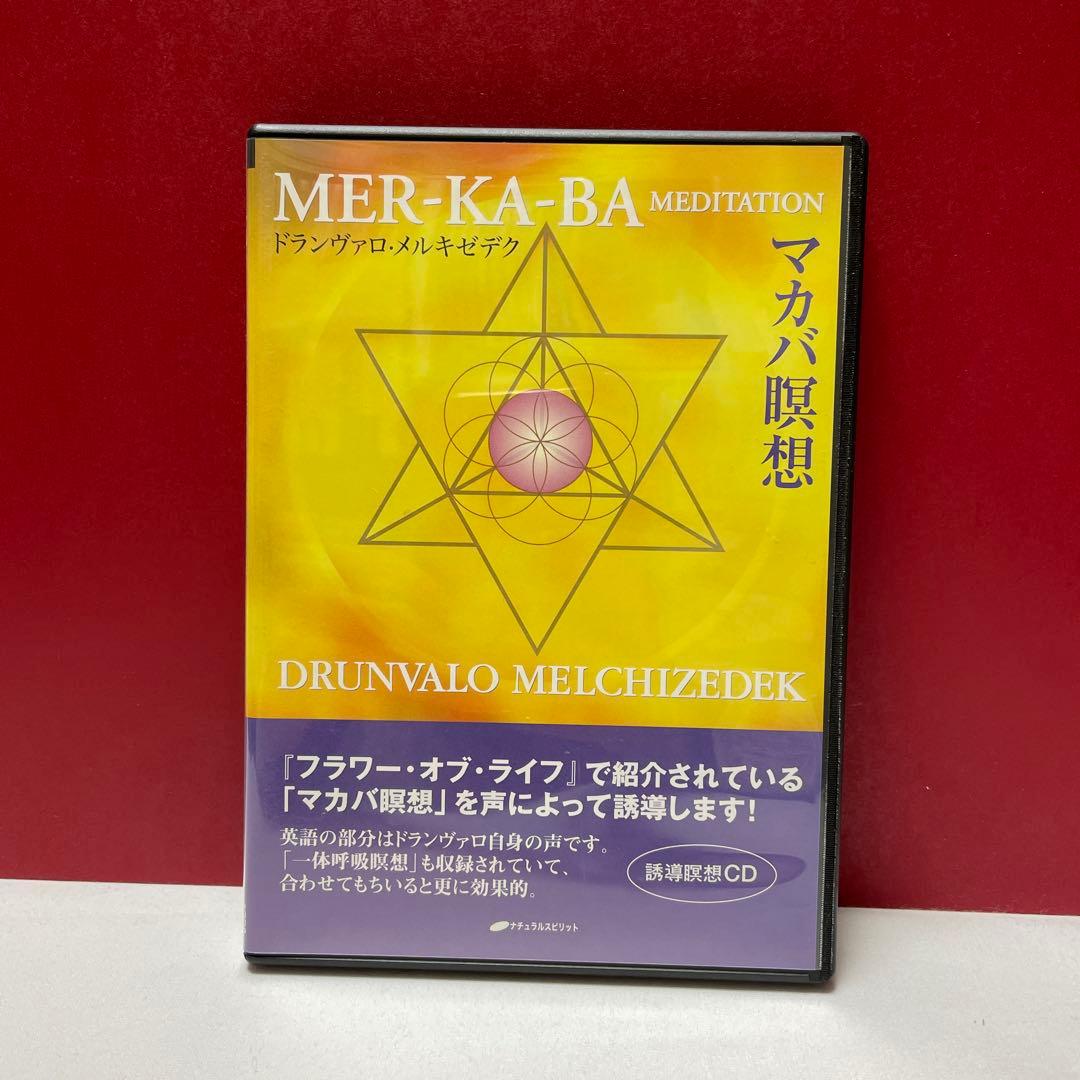 MER-KA-BA MEDITATION
ドランヴァロ・メルキゼデク
マカバ瞑想
DRUNVALO MELCHIZEDEK
『フラワー・オブ・ライフ』で紹介されている
「マカバ瞑想」を声によって誘導します!
英語の部分はドランヴァロ自身の声です。
「一体呼吸瞑想」も収録されていて、
合わせてもちいると更に効果的。
誘導瞑想CD
ナチュラルスピリット